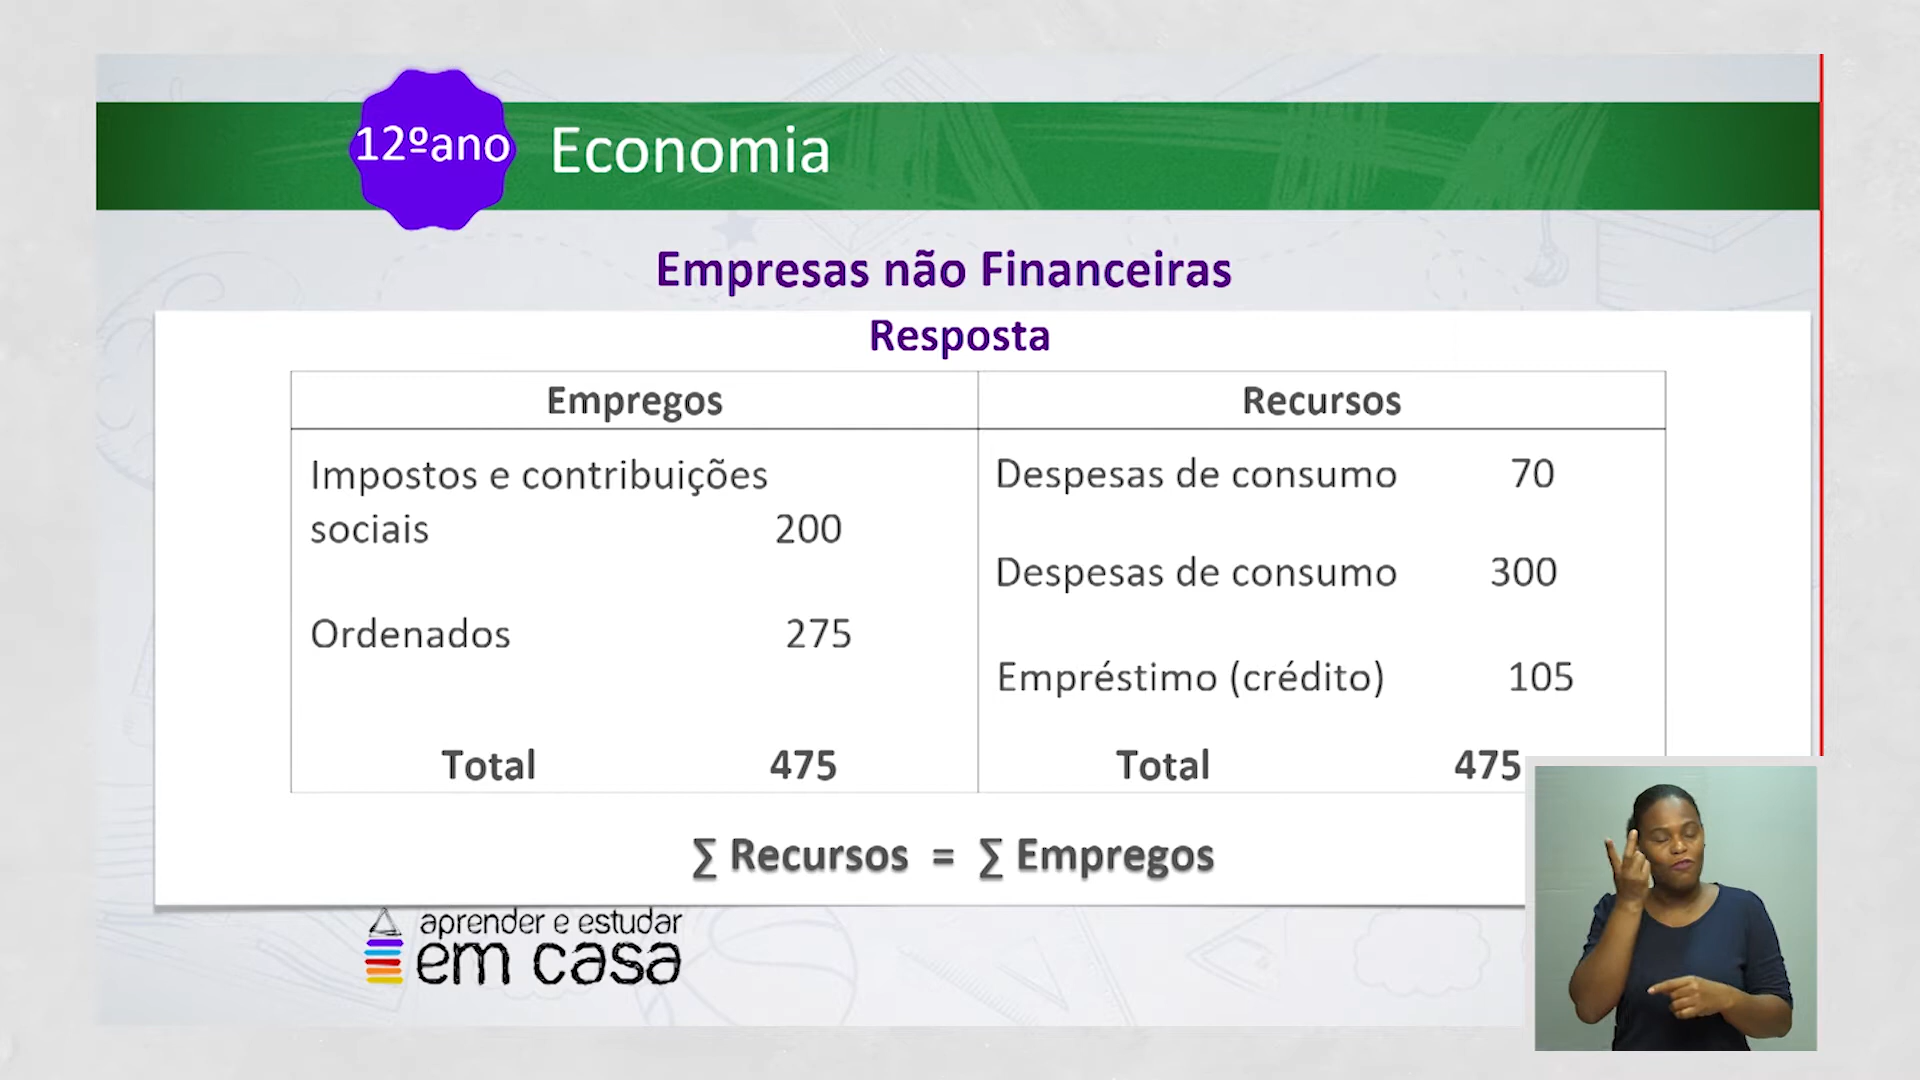 12ºano
Economia
Empresas não Financeiras
Resposta
Empregos
Recursos
Impostos e contribuições
sociais 200
Ordenados 275
Total 475
Despesas de consumo 70
Despesas de consumo 300
Empréstimo (crédito) 105
Total 475
∑ Recursos = ∑ Empregos
aprender e estudar
em casa